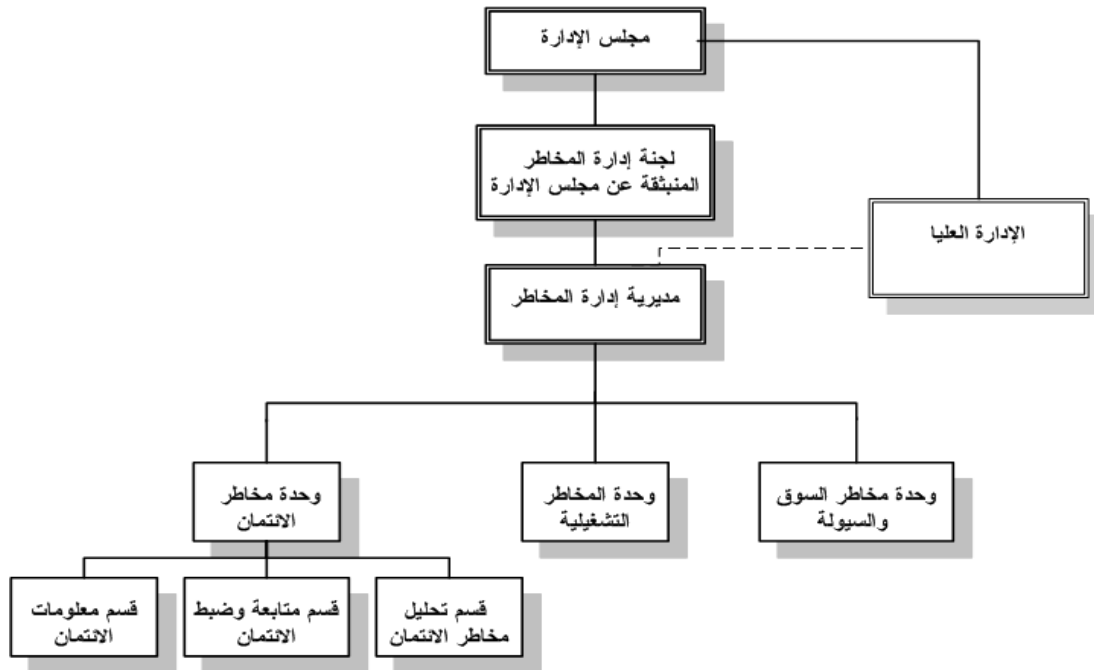 مجلس الإدارة
لجنة إدارة المخاطر
المنبثقة عن مجلس الإدارة
الإدارة العليا
مديرية إدارة المخاطر
وحدة مخاطر السوق
والسيولة
وحدة المخاطر
التشغيلية
وحدة مخاطر
الائتمان
قسم تحليل
مخاطر الائتمان
قسم متابعة وضبط
الائتمان
قسم معلومات
الائتمان